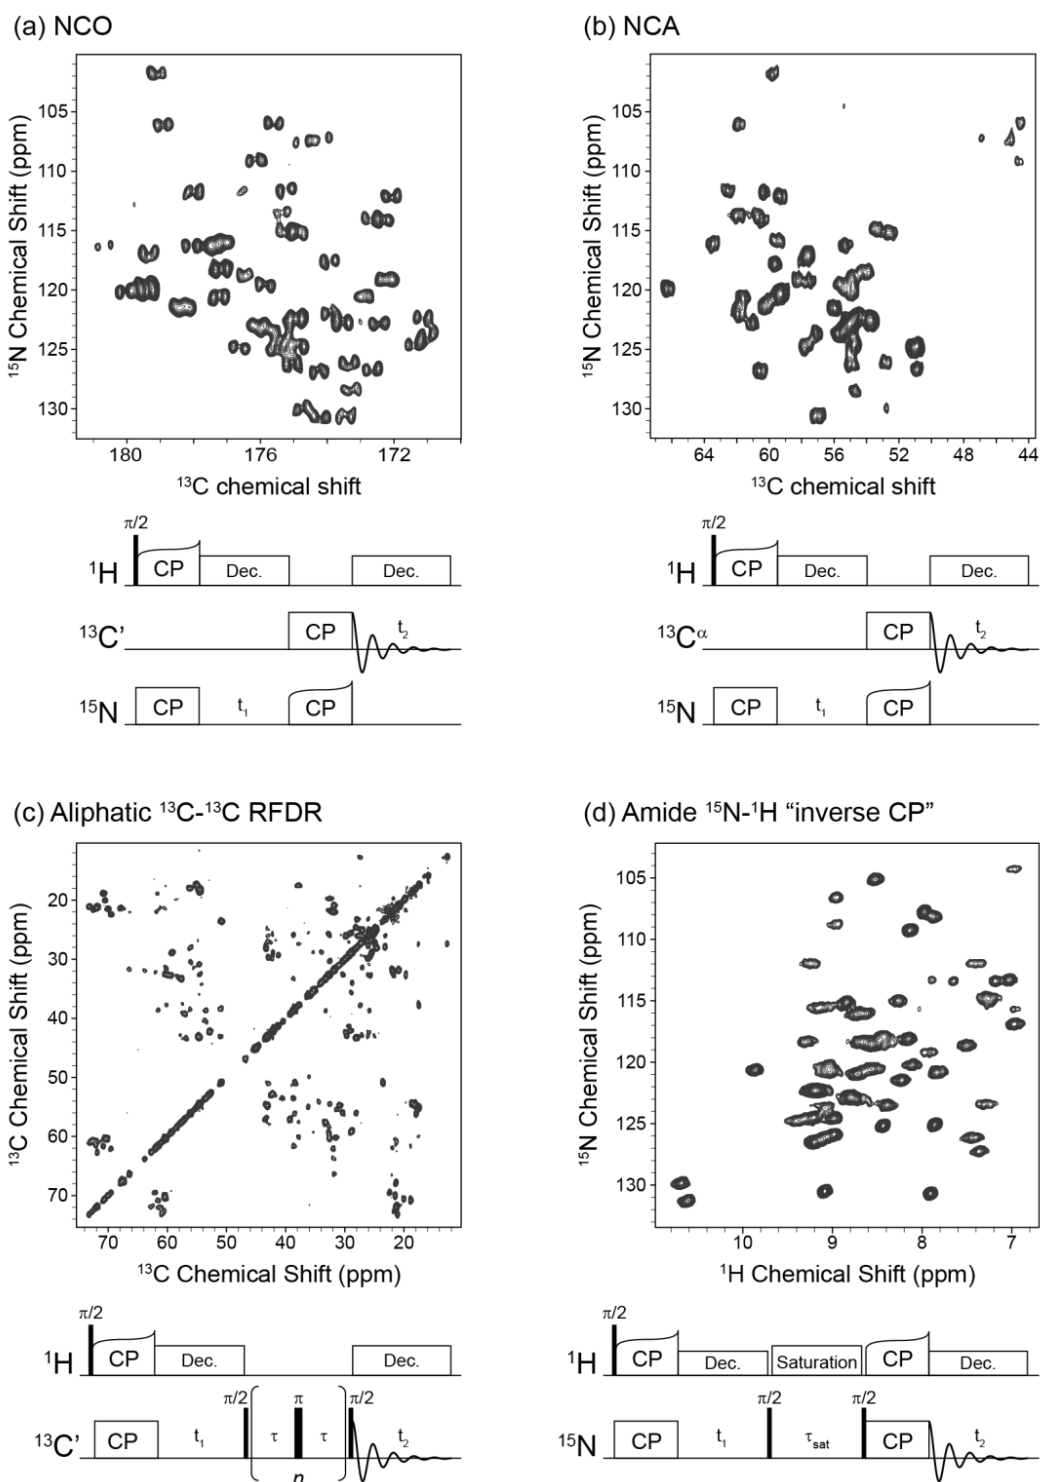 (a) NCO
(b) NCA
105
110
115
120
125
130
¹⁵N Chemical Shift (ppm)
180 176 172
¹³C chemical shift
105
110
115
120
125
130
¹⁵N Chemical Shift (ppm)
64 60 56 52 48 44
¹³C chemical shift
π/2
¹H CP Dec. Dec.
¹³C' CP t₂
¹⁵N CP t₁ CP
π/2
¹H CP Dec. Dec.
¹³Cᵅ CP t₂
¹⁵N CP t₁ CP
(c) Aliphatic ¹³C-¹³C RFDR
(d) Amide ¹⁵N-¹H “inverse CP”
20
30
40
50
60
70
¹³C Chemical Shift (ppm)
70 60 50 40 30 20
¹³C Chemical Shift (ppm)
105
110
115
120
125
130
¹⁵N Chemical Shift (ppm)
10 9 8 7
¹H Chemical Shift (ppm)
π/2
¹H CP Dec. Dec.
π/2 π π/2
¹³C' CP t₁ τ τ t₂
n
π/2
¹H CP Dec. Saturation CP Dec.
π/2 π/2
¹⁵N CP t₁ τsat CP t₂